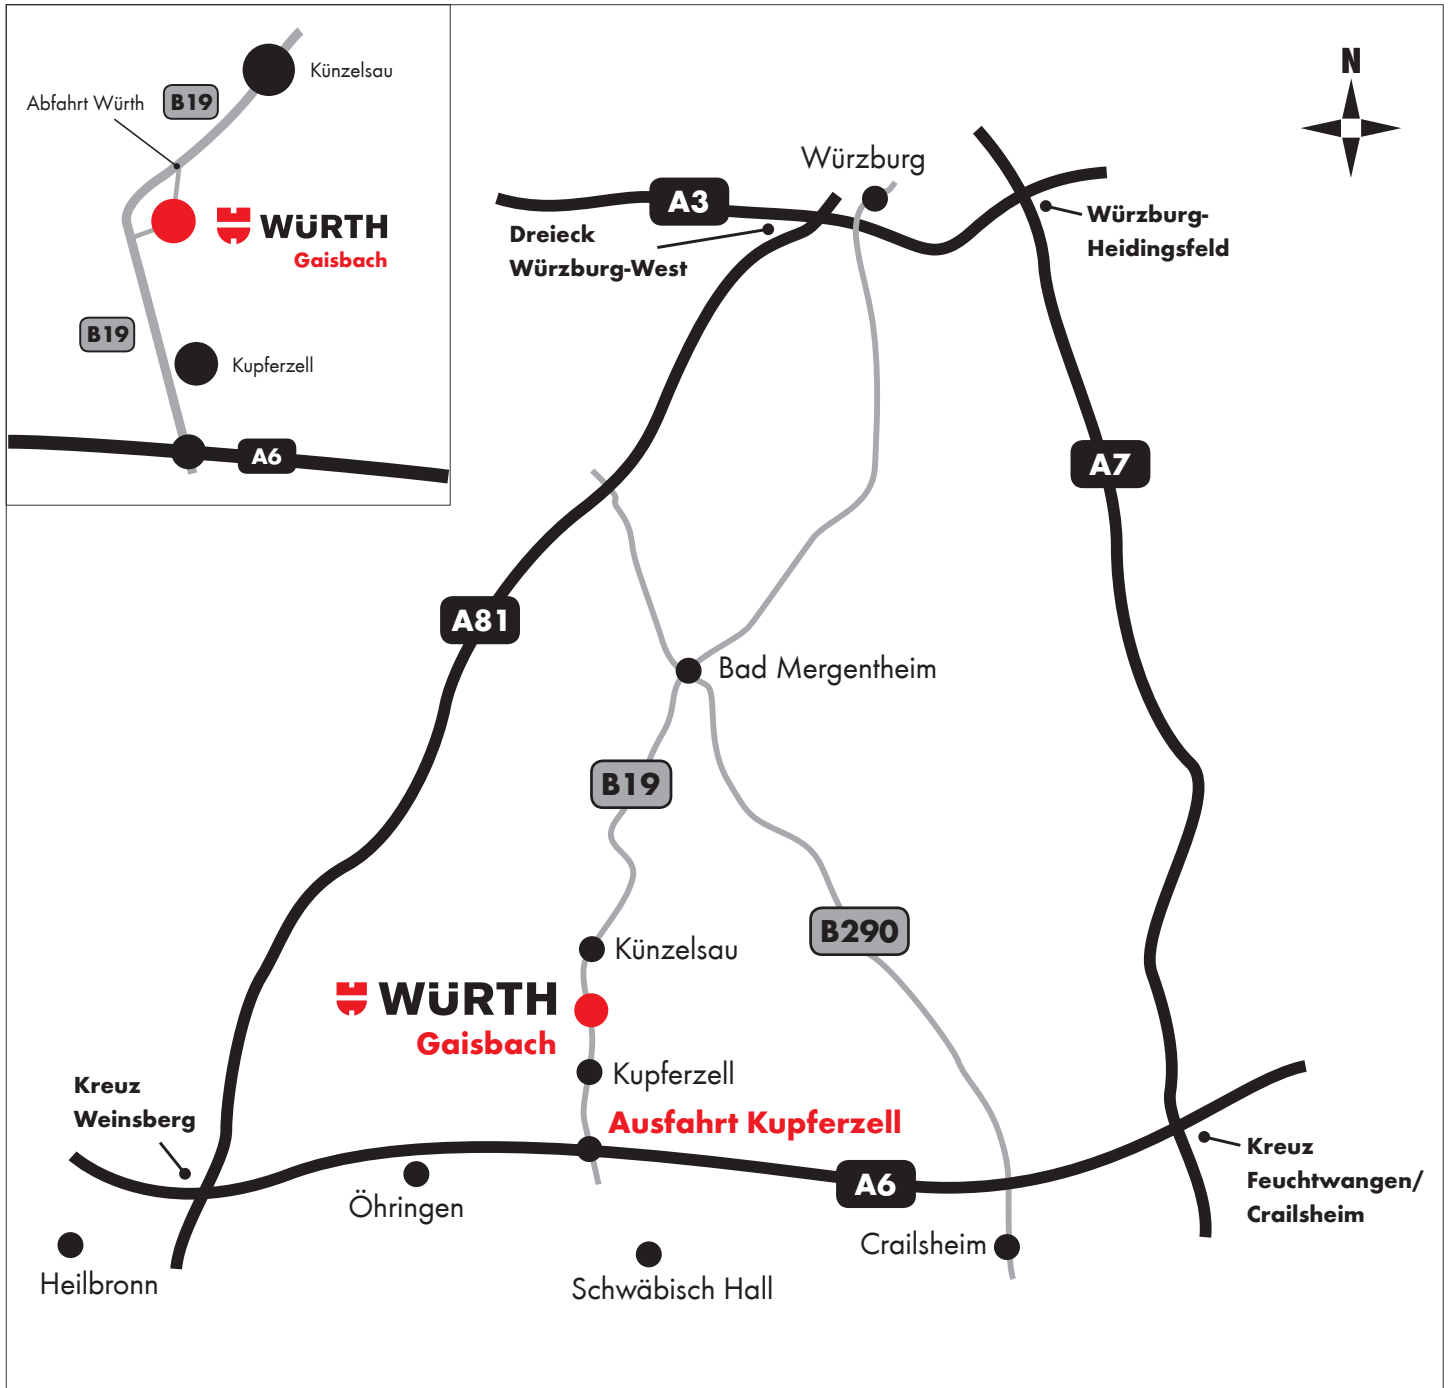 Künzelsau
Abfahrt Würth
B19
WÜRTH
Gaisbach
B19
Kupferzell
A6
N
Würzburg
A3
Dreieck
Würzburg-West
Würzburg-
Heidingsfeld
A7
A81
Bad Mergentheim
B19
B290
Künzelsau
WÜRTH
Gaisbach
Kupferzell
Kreuz
Weinsberg
Ausfahrt Kupferzell
A6
Kreuz
Feuchtwangen/
Crailsheim
Öhringen
Crailsheim
Heilbronn
Schwäbisch Hall